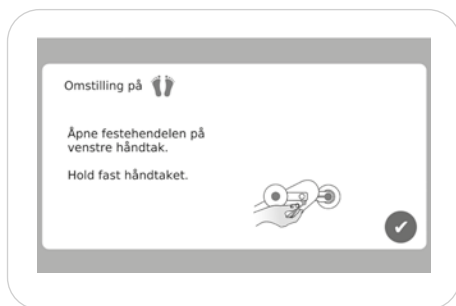 Omstilling på
Åpne festehendelen på
venstre håndtak.
Hold fast håndtaket.